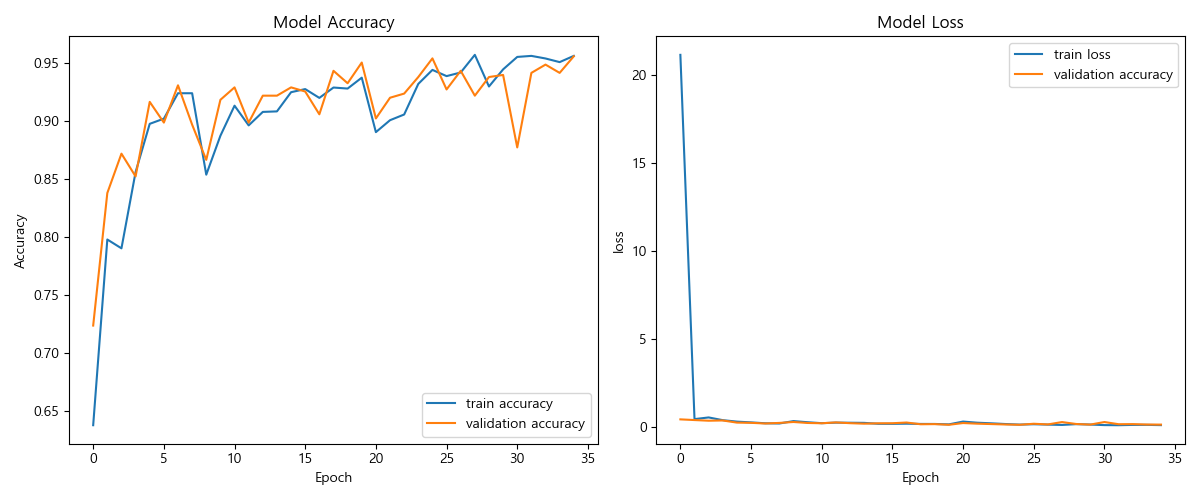 Model Accuracy
Accuracy
0.95
0.90
0.85
0.80
0.75
0.70
0.65
0 5 10 15 20 25 30 35
Epoch
train accuracy
validation accuracy
Model Loss
loss
20
15
10
5
0
0 5 10 15 20 25 30 35
Epoch
train loss
validation accuracy